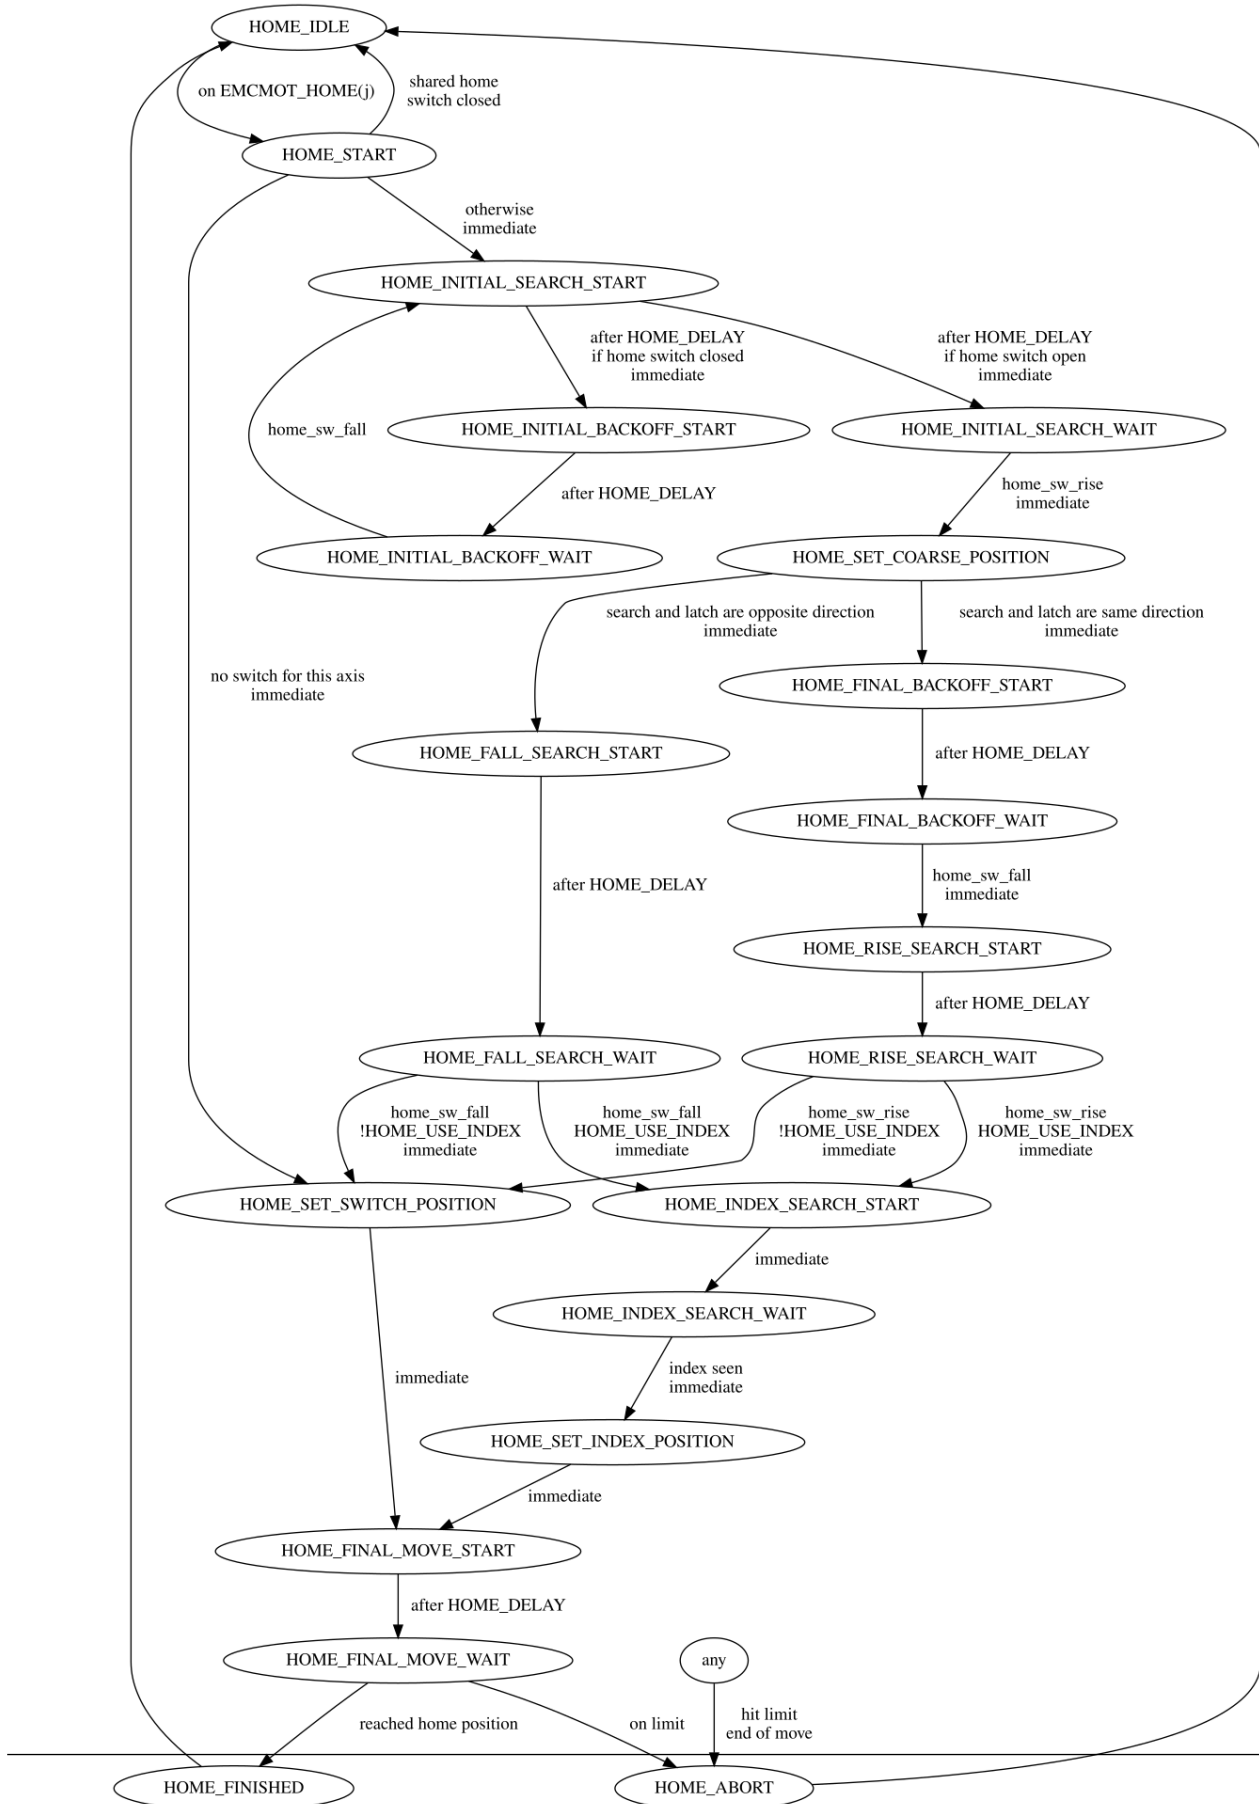 HOME_IDLE
on EMCMOT_HOME(j)
shared home
switch closed
HOME_START
otherwise
immediate
HOME_INITIAL_SEARCH_START
after HOME_DELAY
if home switch closed
immediate
after HOME_DELAY
if home switch open
immediate
home_sw_fall
HOME_INITIAL_BACKOFF_START
HOME_INITIAL_SEARCH_WAIT
after HOME_DELAY
home_sw_rise
immediate
HOME_INITIAL_BACKOFF_WAIT
HOME_SET_COARSE_POSITION
search and latch are opposite direction
immediate
search and latch are same direction
immediate
no switch for this axis
immediate
HOME_FINAL_BACKOFF_START
HOME_FALL_SEARCH_START
after HOME_DELAY
HOME_FINAL_BACKOFF_WAIT
after HOME_DELAY
home_sw_fall
immediate
HOME_RISE_SEARCH_START
after HOME_DELAY
HOME_FALL_SEARCH_WAIT
HOME_RISE_SEARCH_WAIT
home_sw_fall
!HOME_USE_INDEX
immediate
home_sw_fall
HOME_USE_INDEX
immediate
home_sw_rise
!HOME_USE_INDEX
immediate
home_sw_rise
HOME_USE_INDEX
immediate
HOME_SET_SWITCH_POSITION
HOME_INDEX_SEARCH_START
immediate
HOME_INDEX_SEARCH_WAIT
immediate
index seen
immediate
HOME_SET_INDEX_POSITION
immediate
HOME_FINAL_MOVE_START
after HOME_DELAY
HOME_FINAL_MOVE_WAIT
any
reached home position
on limit
hit limit
end of move
HOME_FINISHED
HOME_ABORT